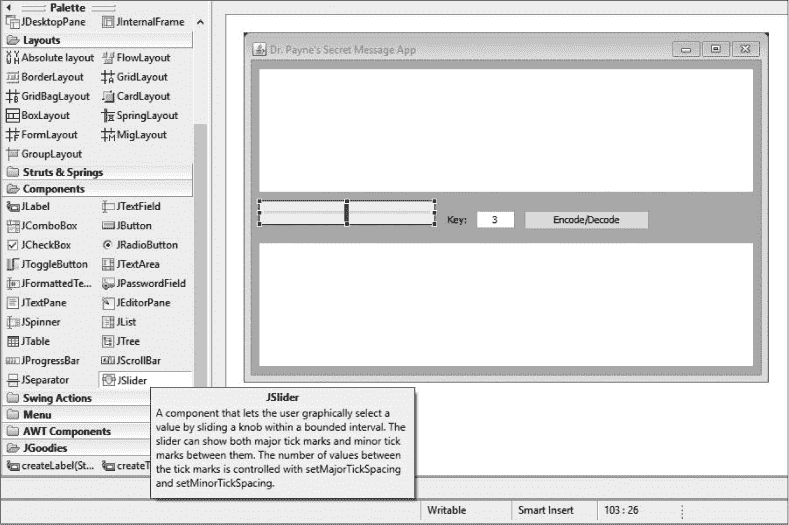 Palette
JDesktopPane JInternalFrame
Layouts
Absolute layout FlowLayout
BorderLayout GridLayout
GridBagLayout CardLayout
BoxLayout SpringLayout
FormLayout MigLayout
GroupLayout
Struts & Springs
Components
JLabel JTextField
JComboBox JButton
JCheckBox JRadioButton
JToggleButton JTextArea
JFormattedTe... JPasswordField
JTextPane JEditorPane
JSpinner JList
JTable JTree
JProgressBar JScrollBar
JSeparator JSlider
Swing Actions
Menu
AWT Components
JGoodies
createLabel(St... createT
JSlider
A component that lets the user graphically select a
value by sliding a knob within a bounded interval. The
slider can show both major tick marks and minor tick
marks between them. The number of values between
the tick marks is controlled with setMajorTickSpacing
and setMinorTickSpacing.
Dr. Payne's Secret Message App
Key: 3 Encode/Decode
Writable Smart Insert 103 : 26